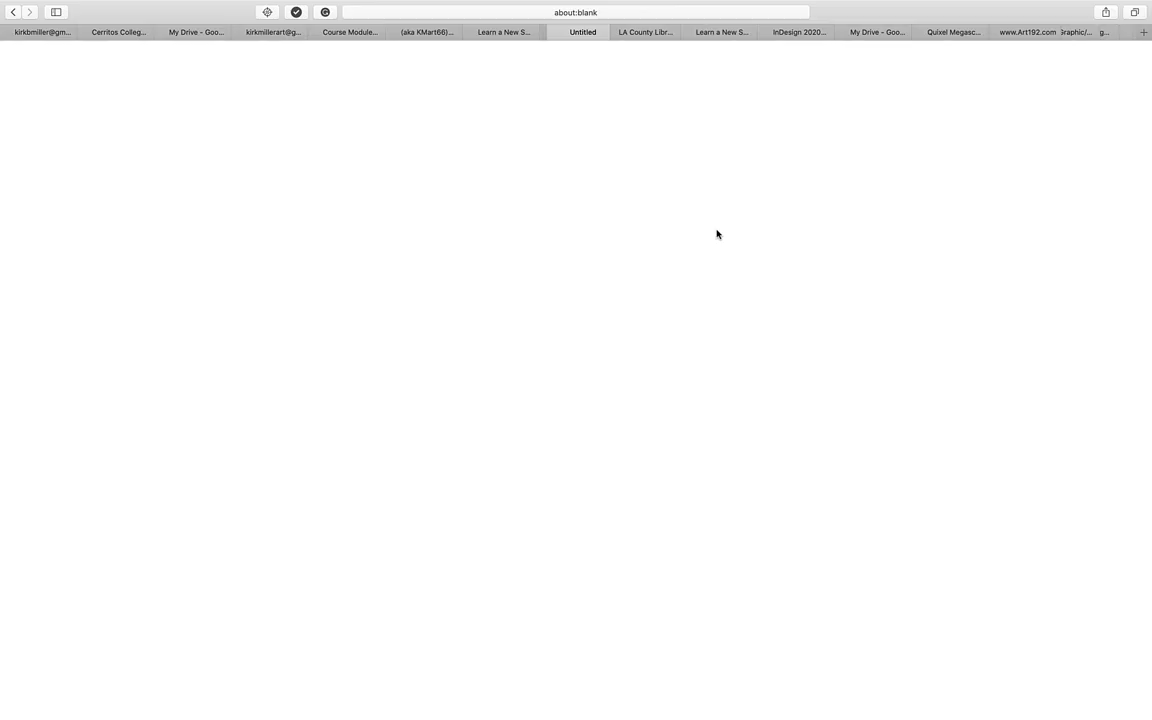 about:blank
kirkbmiller@gm... Cerritos Colleg... My Drive - Goo... kirkmillerart@g... Course Module... (aka KMart66)... Learn a New S... Untitled LA County Libr... Learn a New S... InDesign 2020... My Drive - Goo... Quixel Megasc... www.Art192.com Graphic/... g...